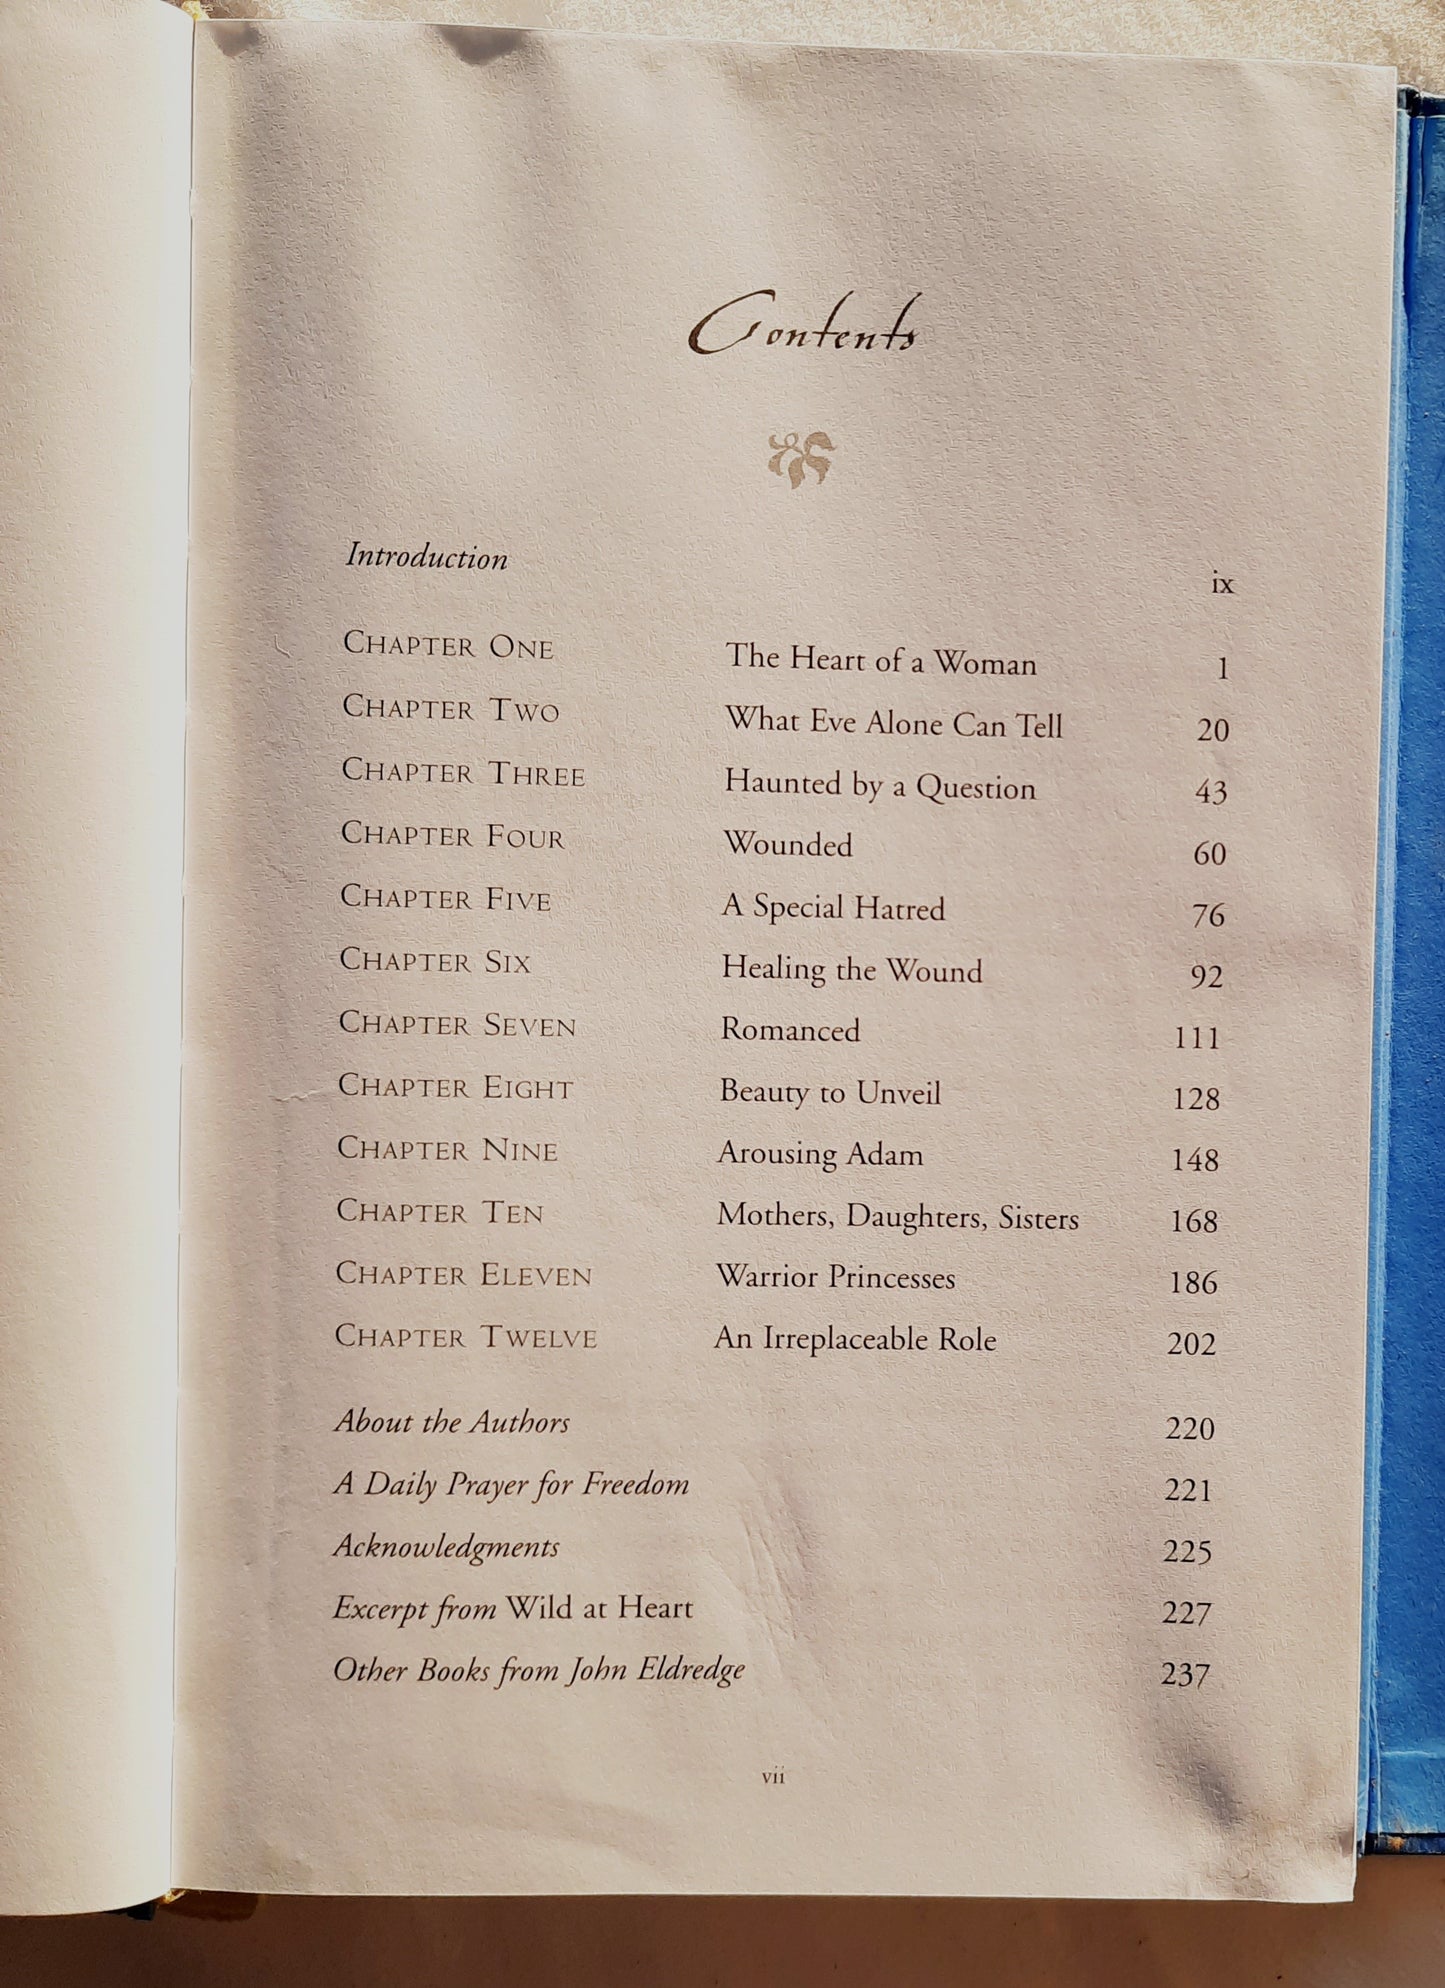 Contents
Introduction ix
CHAPTER ONE The Heart of a Woman 1
CHAPTER TWO What Eve Alone Can Tell 20
CHAPTER THREE Haunted by a Question 43
CHAPTER FOUR Wounded 60
CHAPTER FIVE A Special Hatred 76
CHAPTER SIX Healing the Wound 92
CHAPTER SEVEN Romanced 111
CHAPTER EIGHT Beauty to Unveil 128
CHAPTER NINE Arousing Adam 148
CHAPTER TEN Mothers, Daughters, Sisters 168
CHAPTER ELEVEN Warrior Princesses 186
CHAPTER TWELVE An Irreplaceable Role 202
About the Authors 220
A Daily Prayer for Freedom 221
Acknowledgments 225
Excerpt from Wild at Heart 227
Other Books from John Eldredge 237
vii